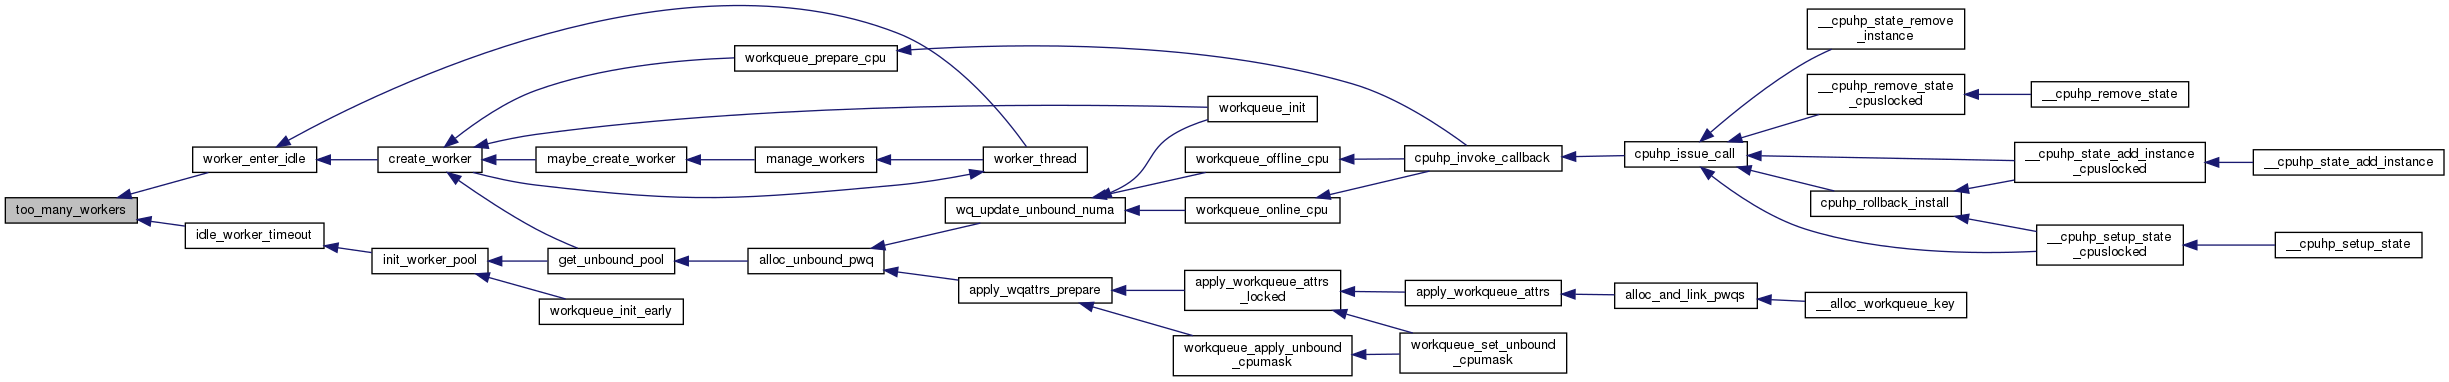 too_many_workers
worker_enter_idle
idle_worker_timeout
create_worker
init_worker_pool
workqueue_prepare_cpu
maybe_create_worker
manage_workers
get_unbound_pool
workqueue_init_early
alloc_unbound_pwq
worker_thread
wq_update_unbound_numa
apply_wqattrs_prepare
workqueue_init
workqueue_offline_cpu
workqueue_online_cpu
apply_workqueue_attrs
_locked
workqueue_apply_unbound
_cpumask
cpuhp_invoke_callback
apply_workqueue_attrs
workqueue_set_unbound
_cpumask
cpuhp_issue_call
alloc_and_link_pwqs
__cpuhp_state_remove
_instance
__cpuhp_remove_state
_cpuslocked
cpuhp_rollback_install
__alloc_workqueue_key
__cpuhp_remove_state
__cpuhp_state_add_instance
_cpuslocked
__cpuhp_setup_state
_cpuslocked
__cpuhp_state_add_instance
__cpuhp_setup_state